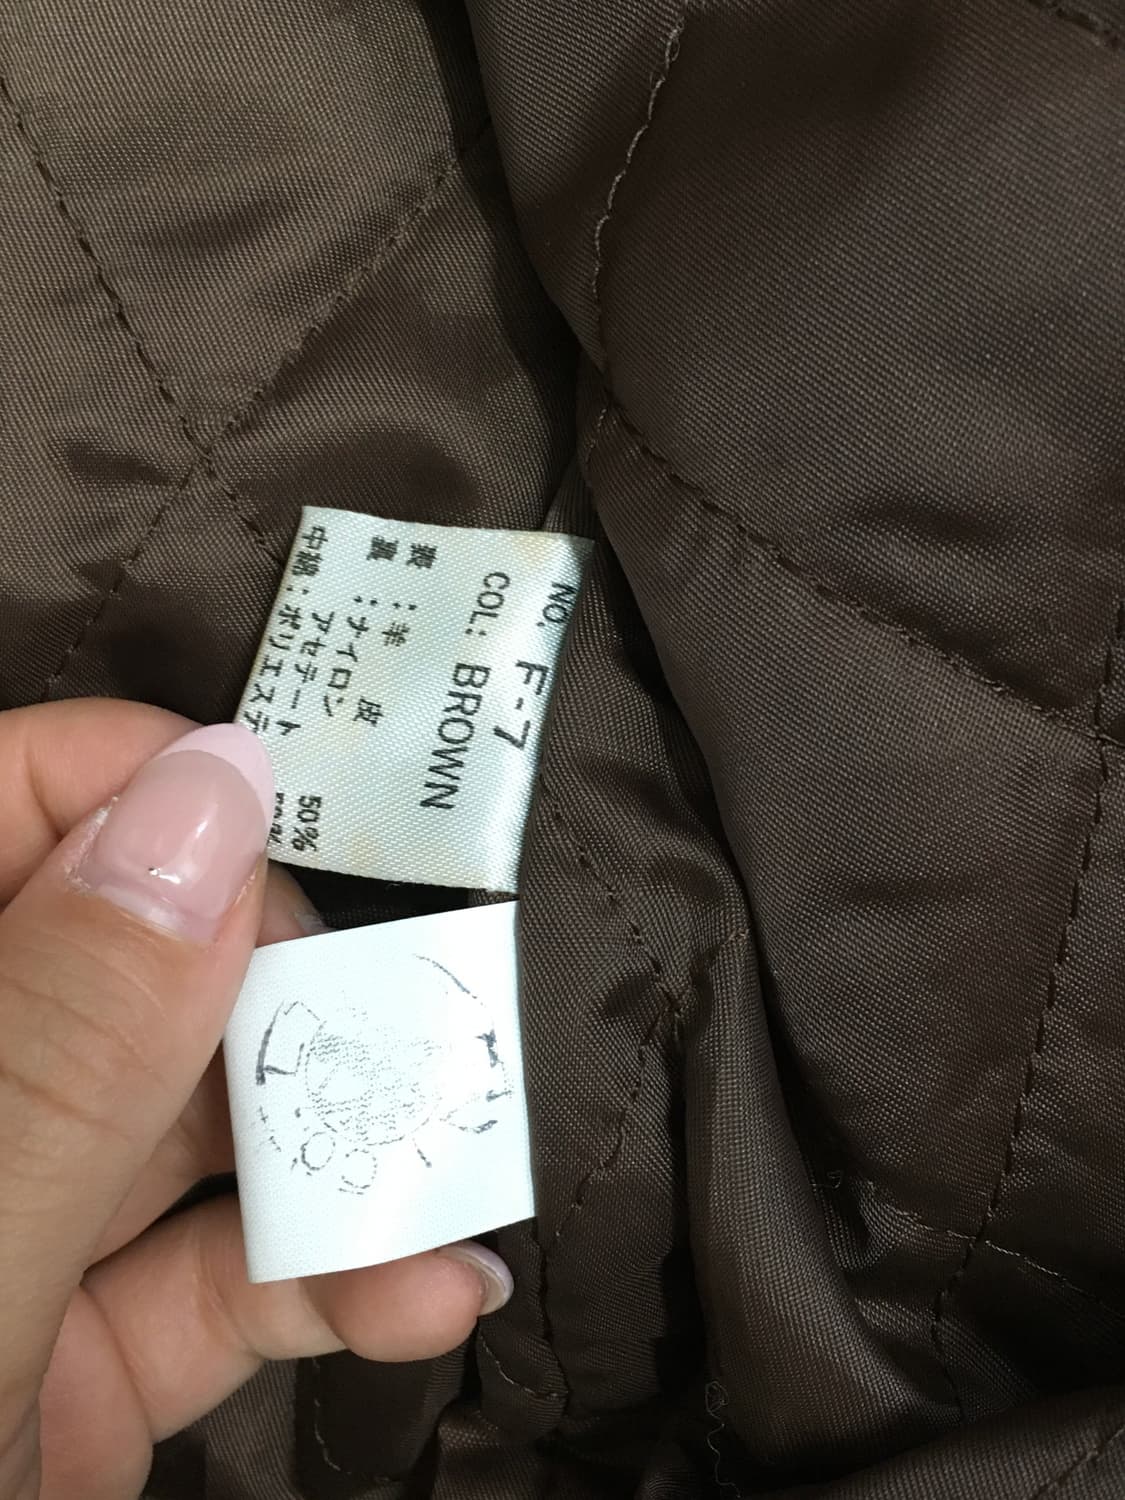 NO. F-7
COL: BROWN
表 : 羊 皮
裏 : ナイロン 50%
アセテート 50%
中綿 : ポリエステ